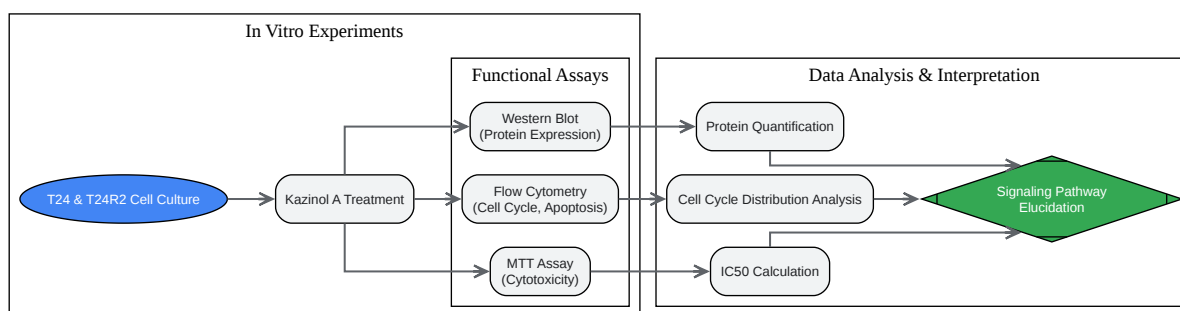 In Vitro Experiments
Functional Assays
Data Analysis & Interpretation
Western Blot
(Protein Expression)
Protein Quantification
T24 & T24R2 Cell Culture
Kazinol A Treatment
Flow Cytometry
(Cell Cycle, Apoptosis)
Cell Cycle Distribution Analysis
Signaling Pathway
Elucidation
MTT Assay
(Cytotoxicity)
IC50 Calculation